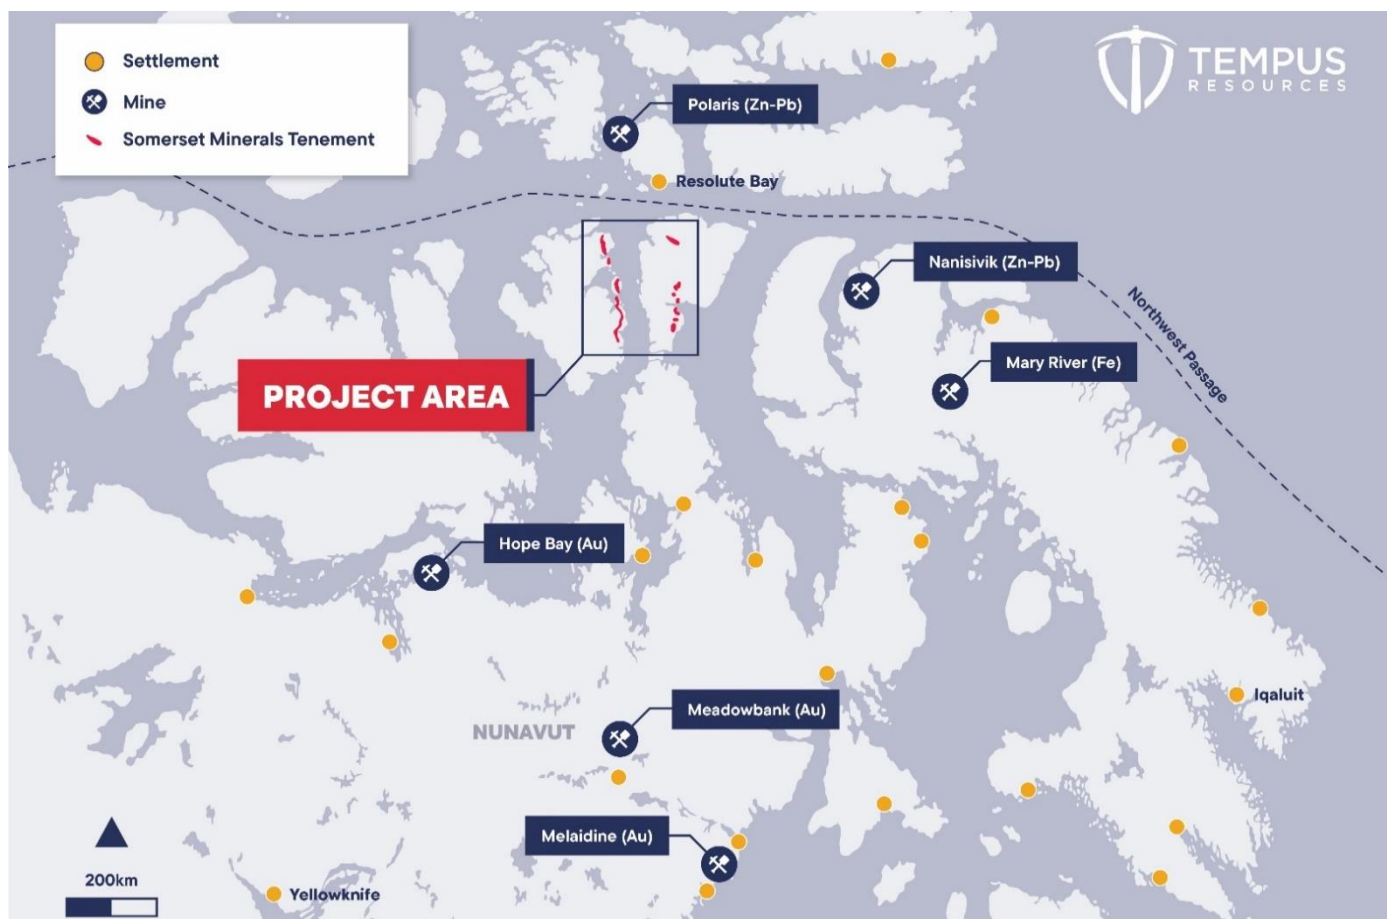 Settlement
Mine
Somerset Minerals Tenement
TEMPUS
RESOURCES
Polaris (Zn-Pb)
Resolute Bay
Nanisivik (Zn-Pb)
Northwest Passage
Mary River (Fe)
PROJECT AREA
Hope Bay (Au)
Iqaluit
Meadowbank (Au)
NUNAVUT
Melaidine (Au)
200km
Yellowknife